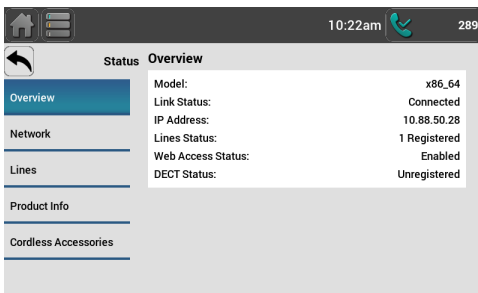 10:22am 289
Status Overview
Overview
Network
Lines
Product Info
Cordless Accessories
Model: x86_64
Link Status: Connected
IP Address: 10.88.50.28
Lines Status: 1 Registered
Web Access Status: Enabled
DECT Status: Unregistered